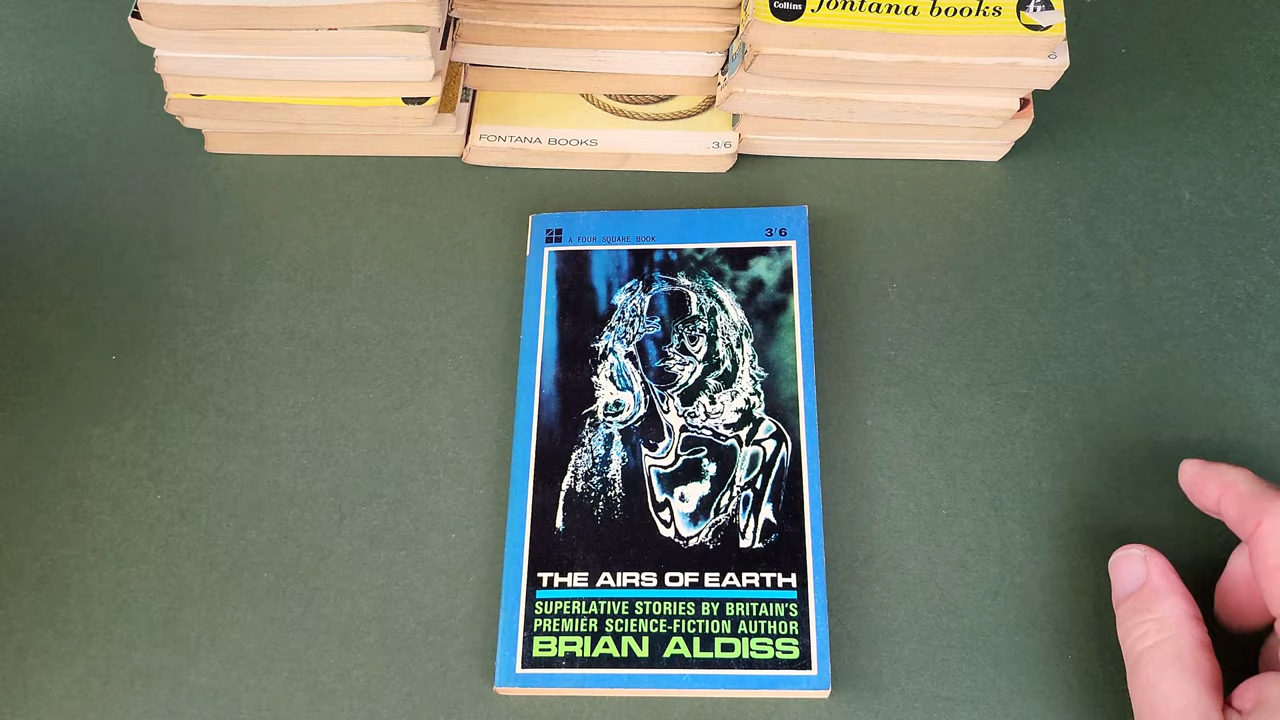 Collins
fontana books
FONTANA BOOKS
3/6
A FOUR SQUARE BOOK
3'6
THE AIRS OF EARTH
SUPERLATIVE STORIES BY BRITAIN'S
PREMIER SCIENCE-FICTION AUTHOR
BRIAN ALDISS